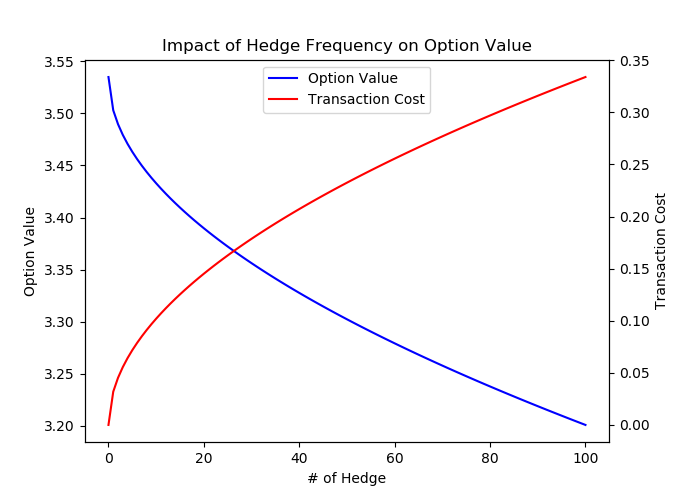 Impact of Hedge Frequency on Option Value
Option Value
Transaction Cost
3.55
3.50
3.45
3.40
3.35
3.30
3.25
3.20
Option Value
0.35
0.30
0.25
0.20
0.15
0.10
0.05
0.00
Transaction Cost
0 20 40 60 80 100
# of Hedge